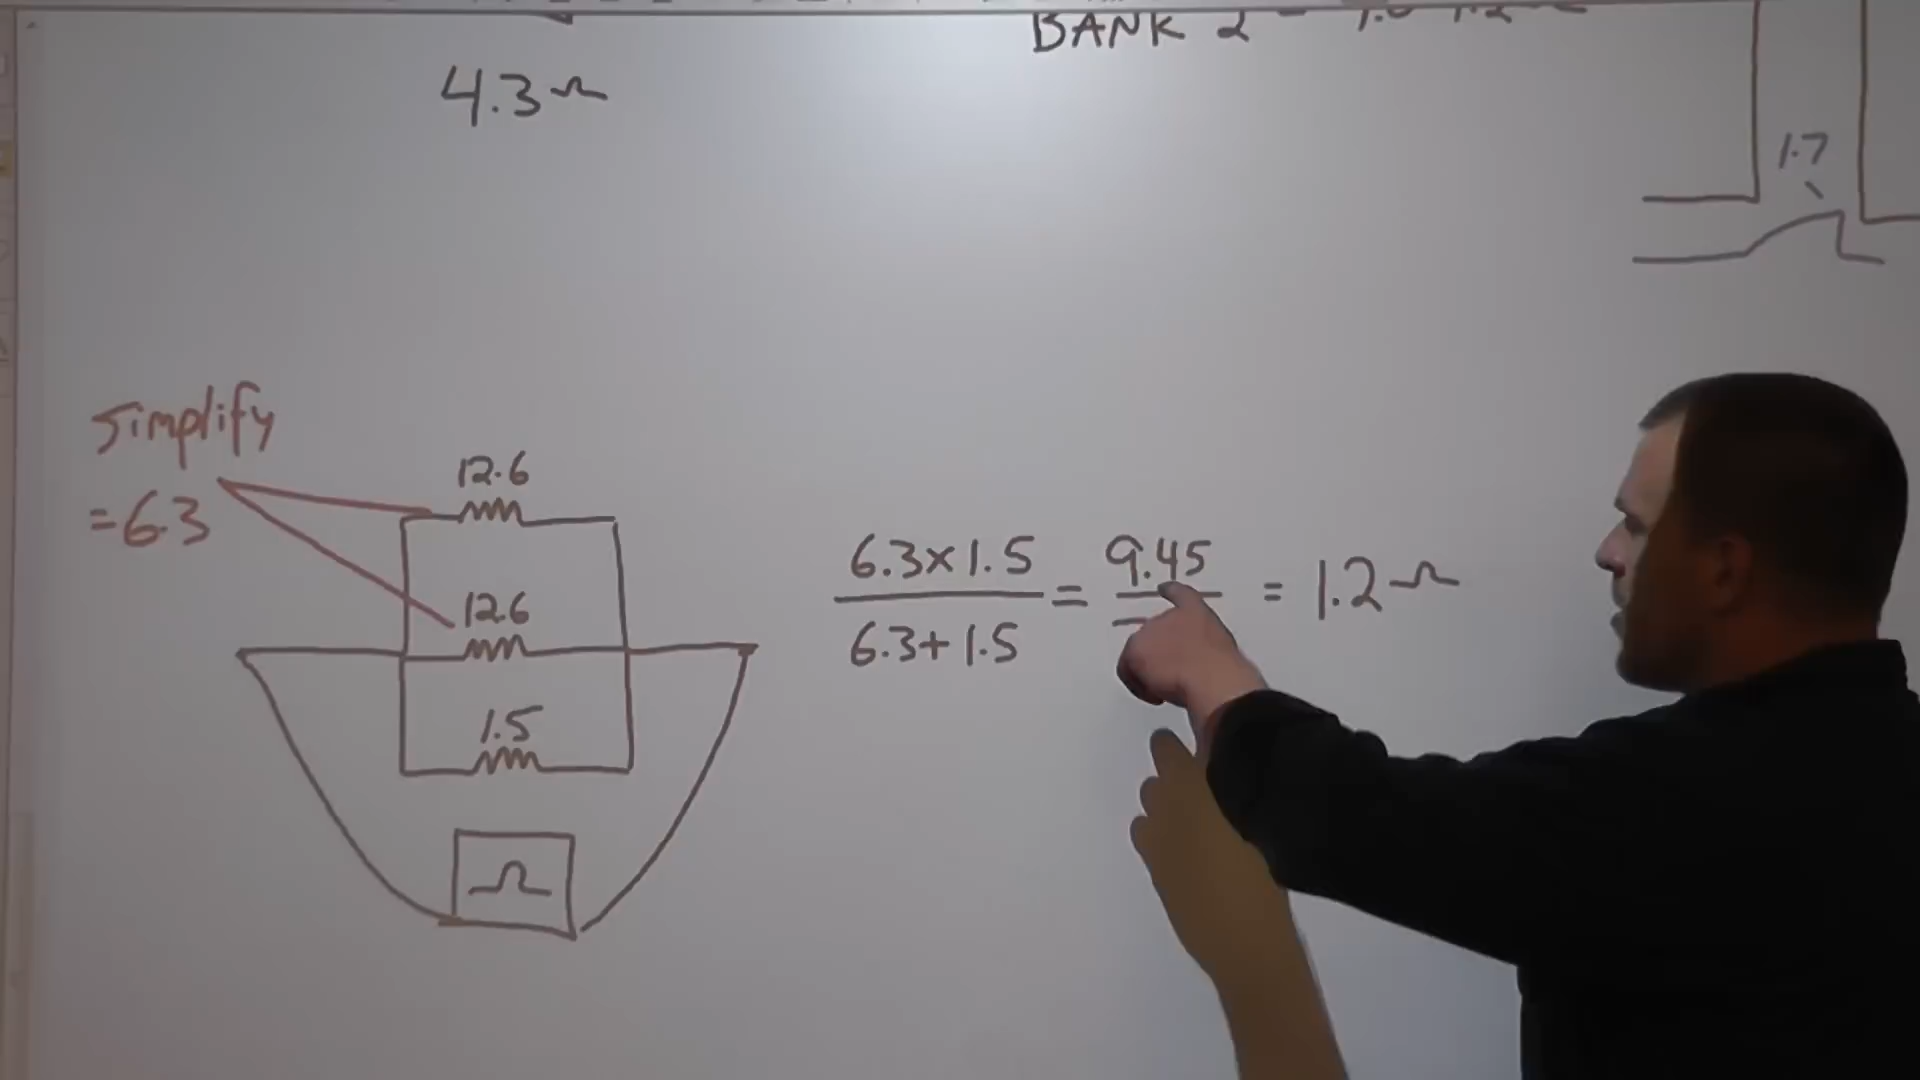 BANK 2
4.3Ω
1.7
simplify
=6.3
12.6
12.6
1.5
Ω
6.3×1.5 = 9.45 = 1.2Ω
6.3+1.5